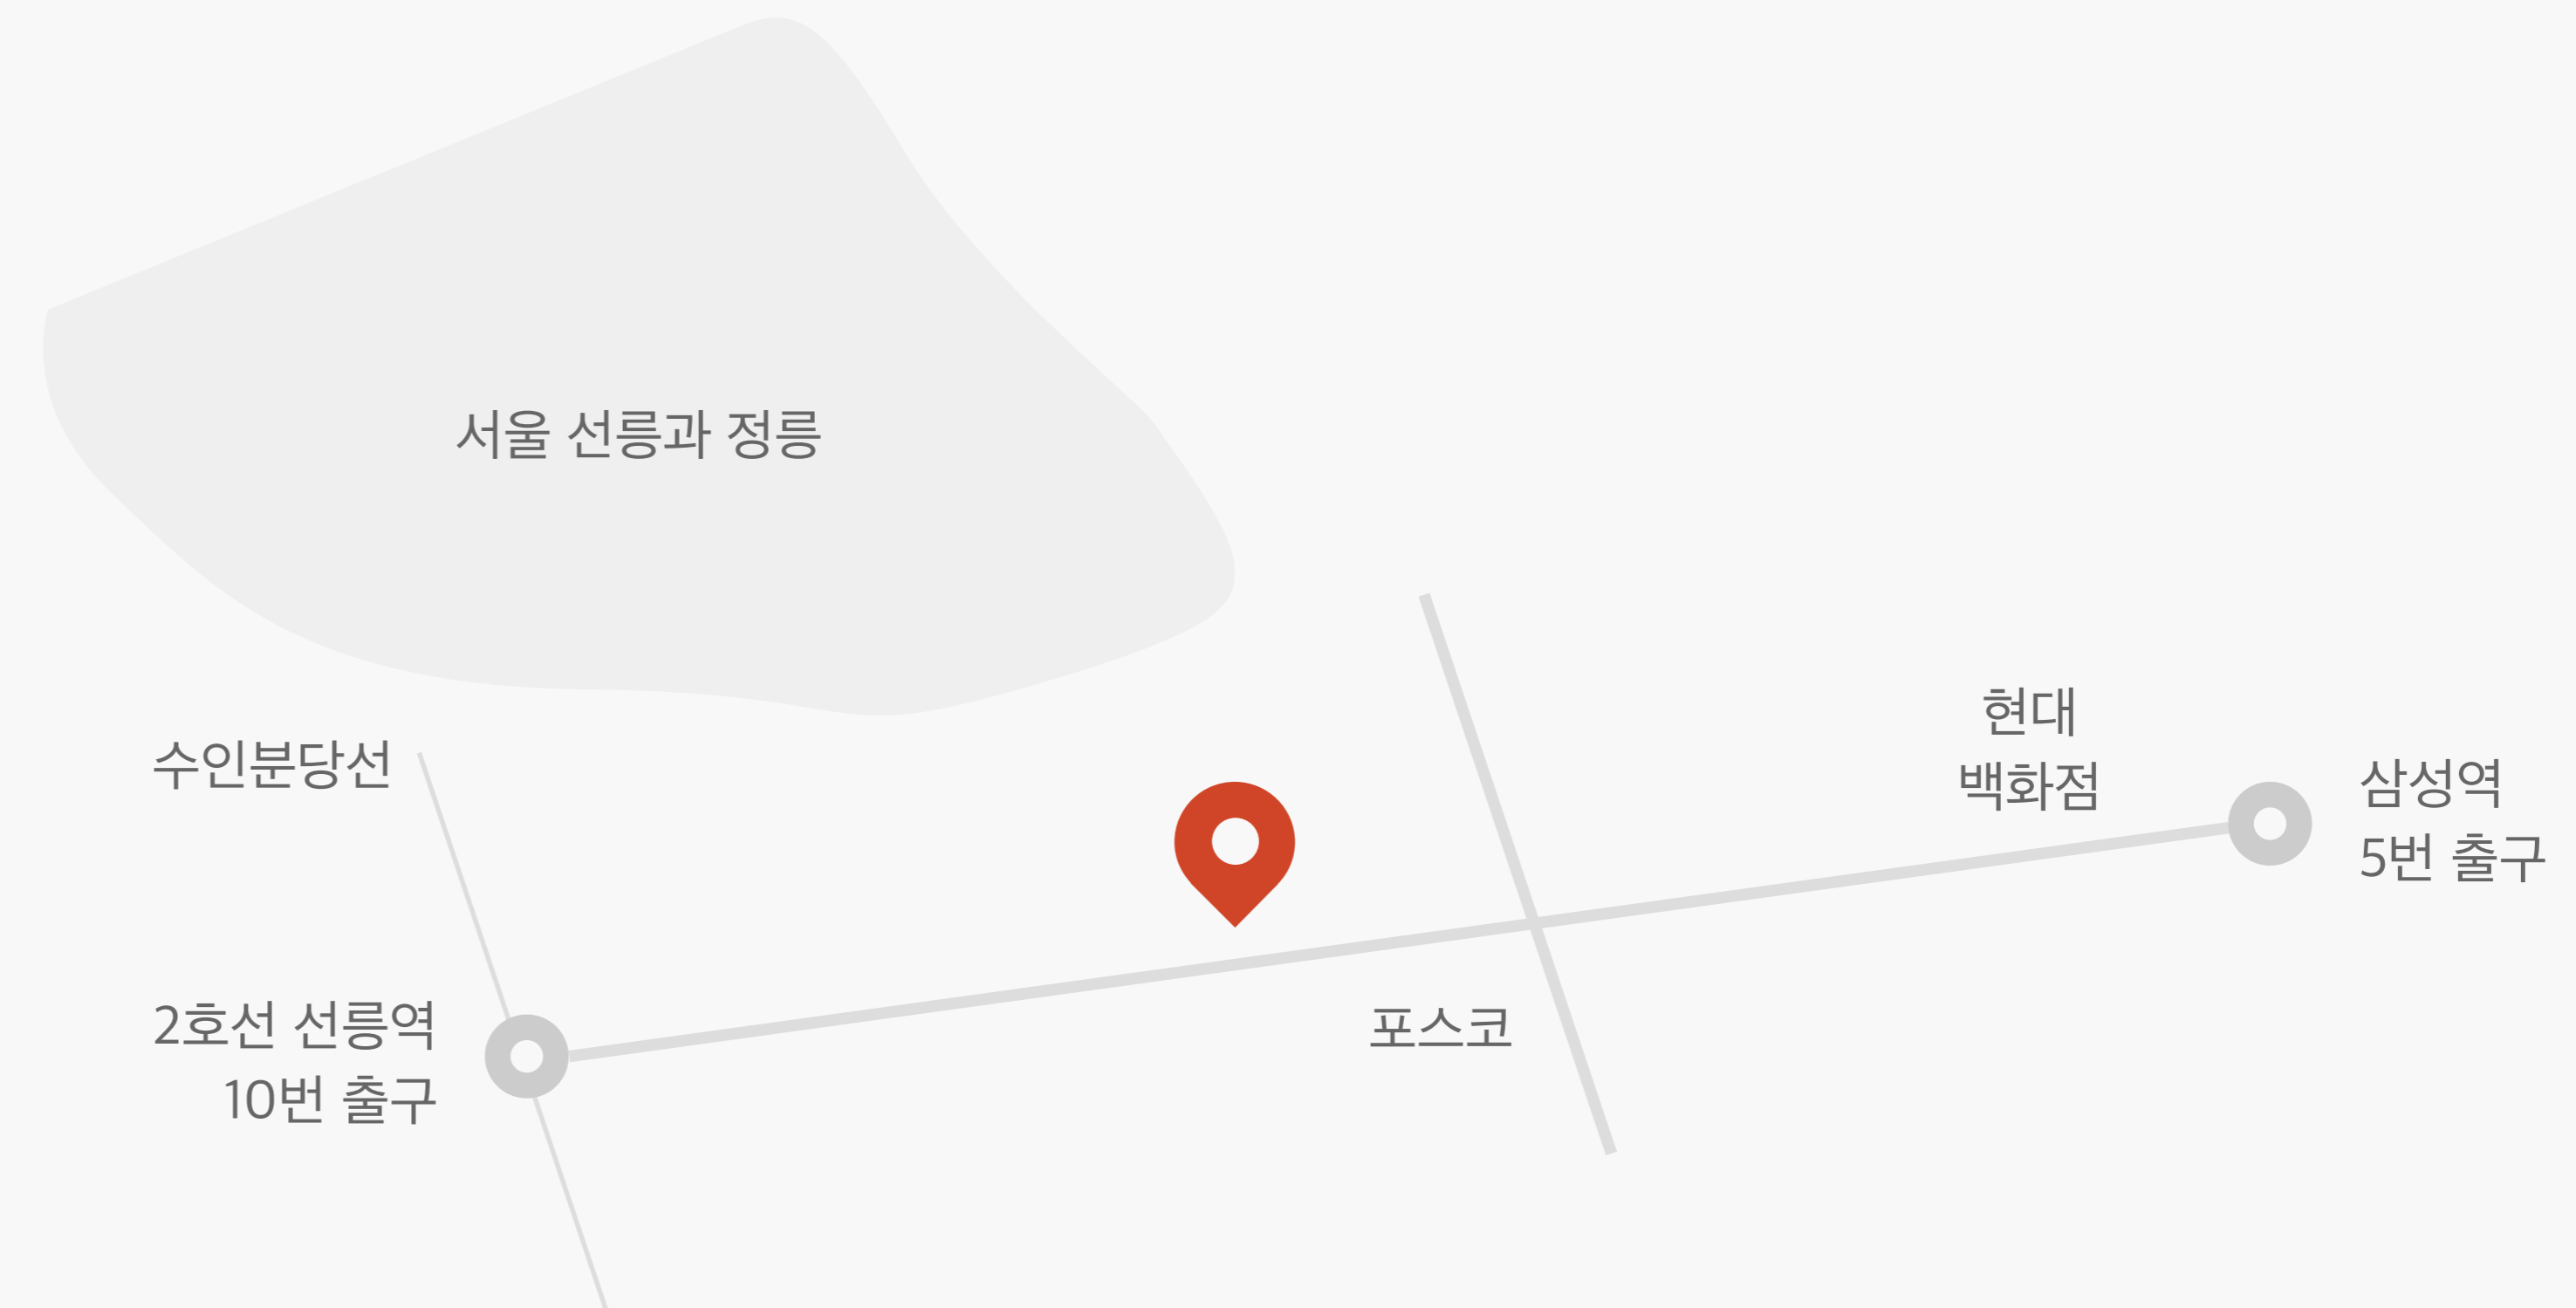 서울 선릉과 정릉
수인분당선
현대
백화점
삼성역
5번 출구
2호선 선릉역
10번 출구
포스코